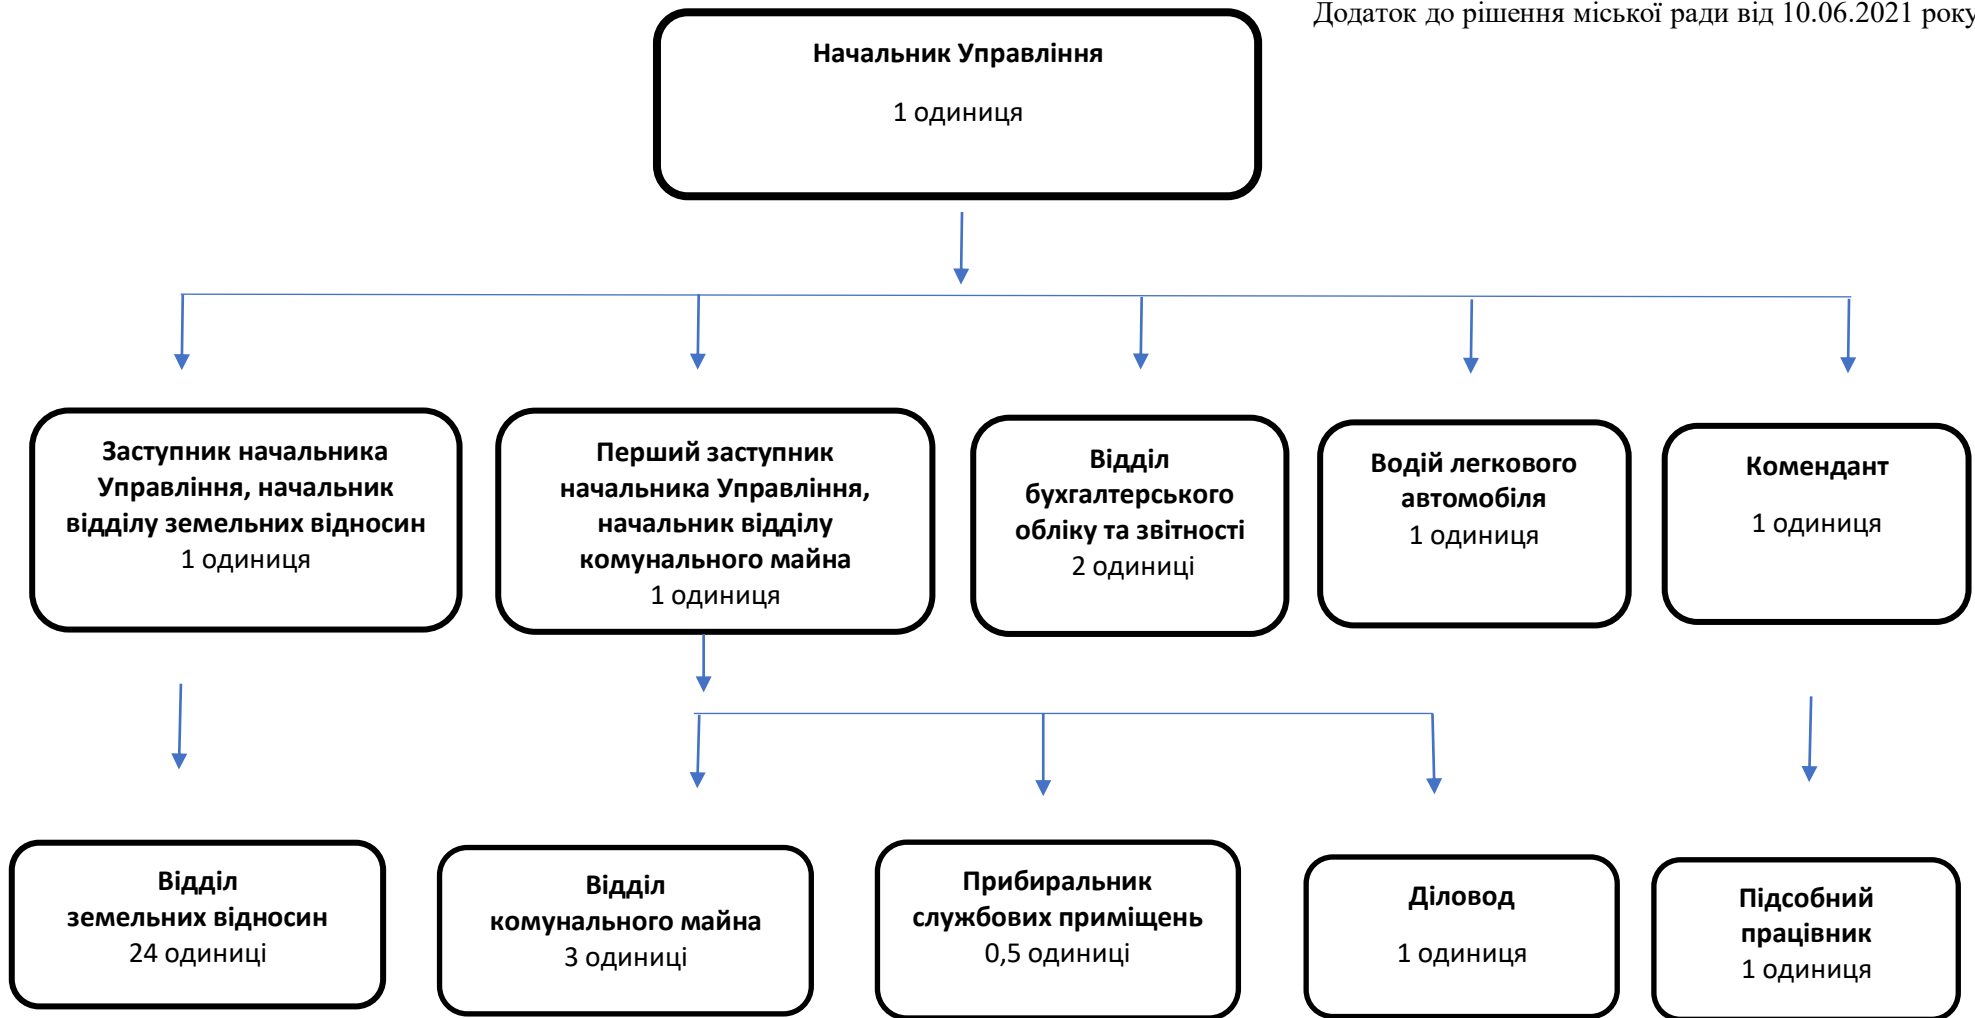 Додаток до рішення міської ради від 10.06.2021 року
Начальник Управління
1 одиниця
Заступник начальника
Управління, начальник
відділу земельних відносин
1 одиниця
Перший заступник
начальника Управління,
начальник відділу
комунального майна
1 одиниця
Відділ
бухгалтерського
обліку та звітності
2 одиниці
Водій легкового
автомобіля
1 одиниця
Комендант
1 одиниця
Відділ
земельних відносин
24 одиниці
Відділ
комунального майна
3 одиниці
Прибиральник
службових приміщень
0,5 одиниці
Діловод
1 одиниця
Підсобний
працівник
1 одиниця